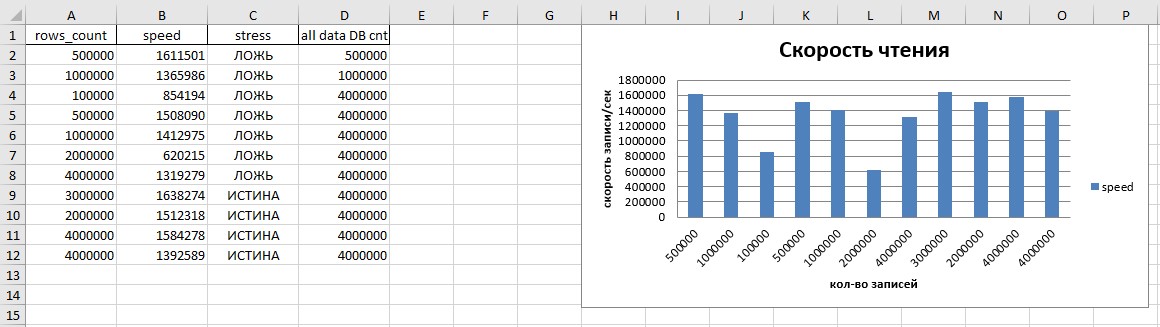 A B C D E F G H I J K L M N O P
1 rows_count speed stress all data DB cnt
2 500000 1611501 ЛОЖЬ 500000
3 1000000 1365986 ЛОЖЬ 1000000
4 100000 854194 ЛОЖЬ 4000000
5 500000 1508090 ЛОЖЬ 4000000
6 1000000 1412975 ЛОЖЬ 4000000
7 2000000 620215 ЛОЖЬ 4000000
8 4000000 1319279 ЛОЖЬ 4000000
9 3000000 1638274 ИСТИНА 4000000
10 2000000 1512318 ИСТИНА 4000000
11 4000000 1584278 ИСТИНА 4000000
12 4000000 1392589 ИСТИНА 4000000
13
14
15
Скорость чтения
скорость записи/сек
1800000
1600000
1400000
1200000
1000000
800000
600000
400000
200000
0
500000 1000000 100000 500000 1000000 2000000 4000000 3000000 2000000 4000000 4000000
кол-во записей
speed